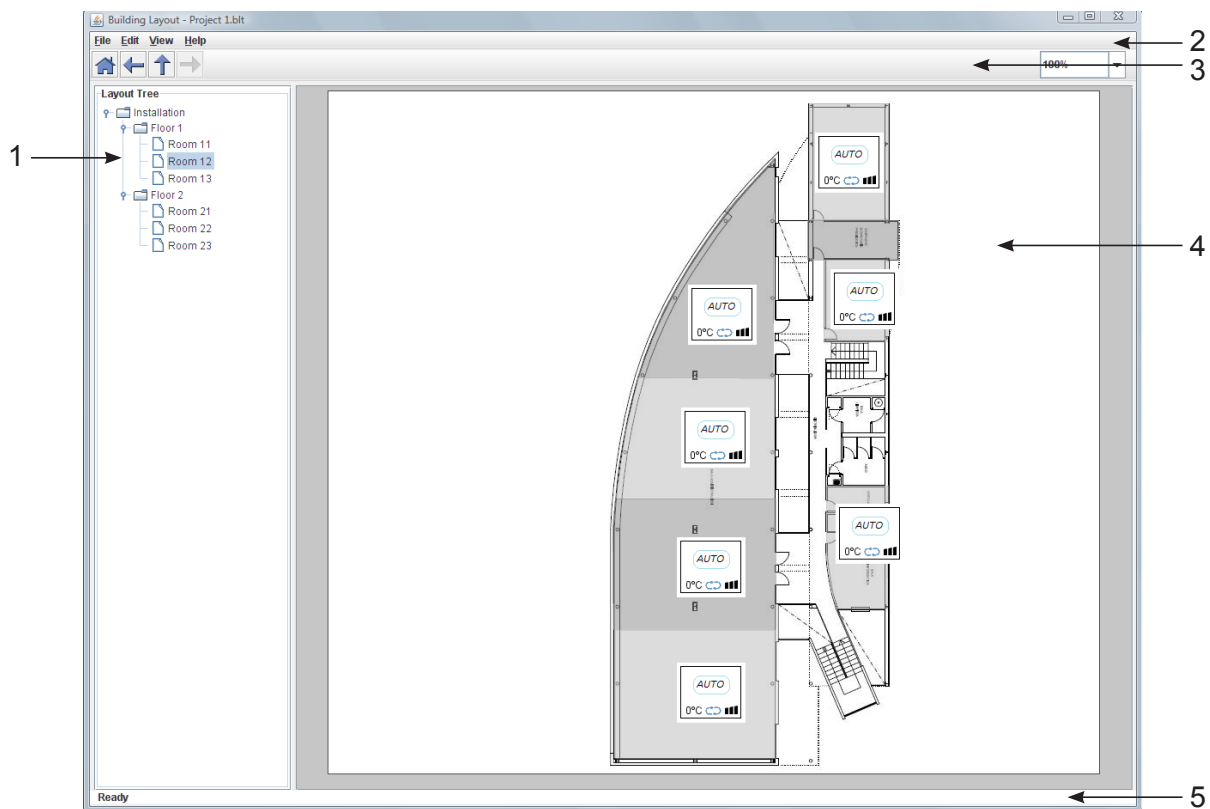 Building Layout - Project 1.blt
File Edit View Help
2
3
100%
Layout Tree
Installation
Floor 1
Room 11
1
Room 12
Room 13
Floor 2
Room 21
Room 22
Room 23
AUTO
0°C
4
AUTO
0°C
AUTO
0°C
AUTO
0°C
AUTO
0°C
AUTO
0°C
AUTO
0°C
Ready
5